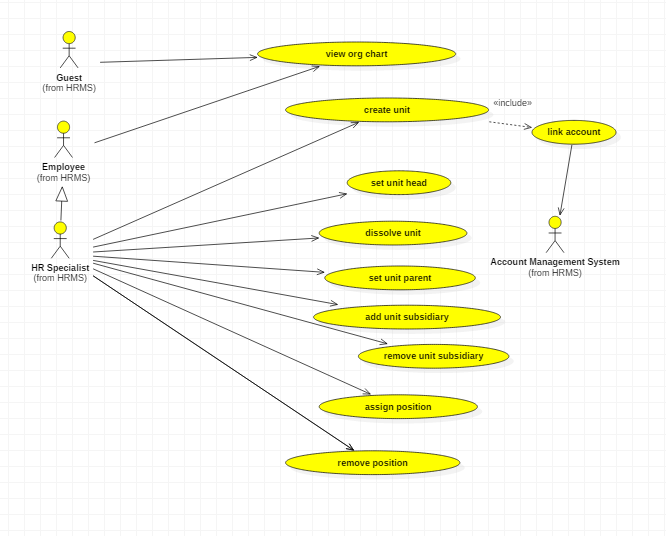 Guest
(from HRMS)
view org chart
create unit
«include»
link account
Employee
(from HRMS)
set unit head
dissolve unit
HR Specialist
(from HRMS)
Account Management System
(from HRMS)
set unit parent
add unit subsidiary
remove unit subsidiary
assign position
remove position